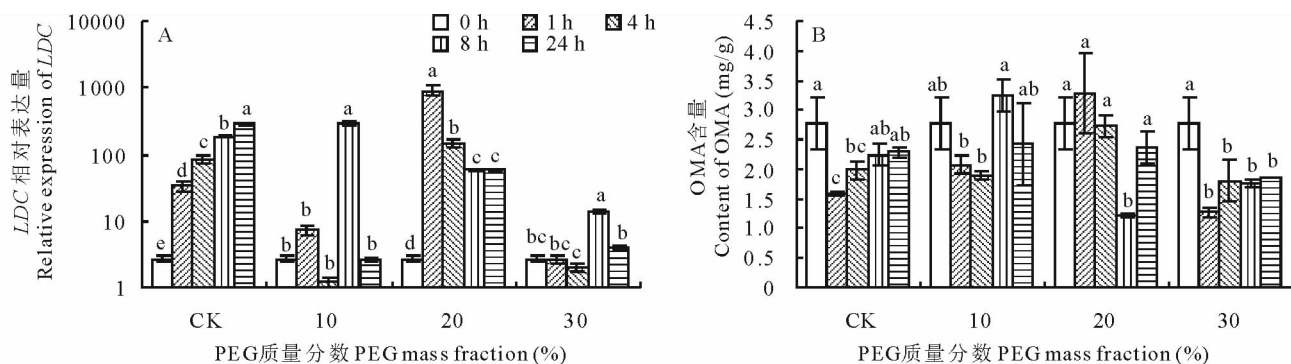 A
LDC相对表达量
Relative expression of LDC
10000
1000
100
10
1
0 h
1 h
4 h
8 h
24 h
e d c b a
b b b a b
d a b c c
bc bc c a b
CK 10 20 30
PEG质量分数 PEG mass fraction (%)
B
OMA含量
Content of OMA (mg/g)
4.5
4.0
3.5
3.0
2.5
2.0
1.5
1.0
0.5
0
a c bc ab ab
ab b b a ab
a a a b a
a b b b b
CK 10 20 30
PEG质量分数 PEG mass fraction (%)